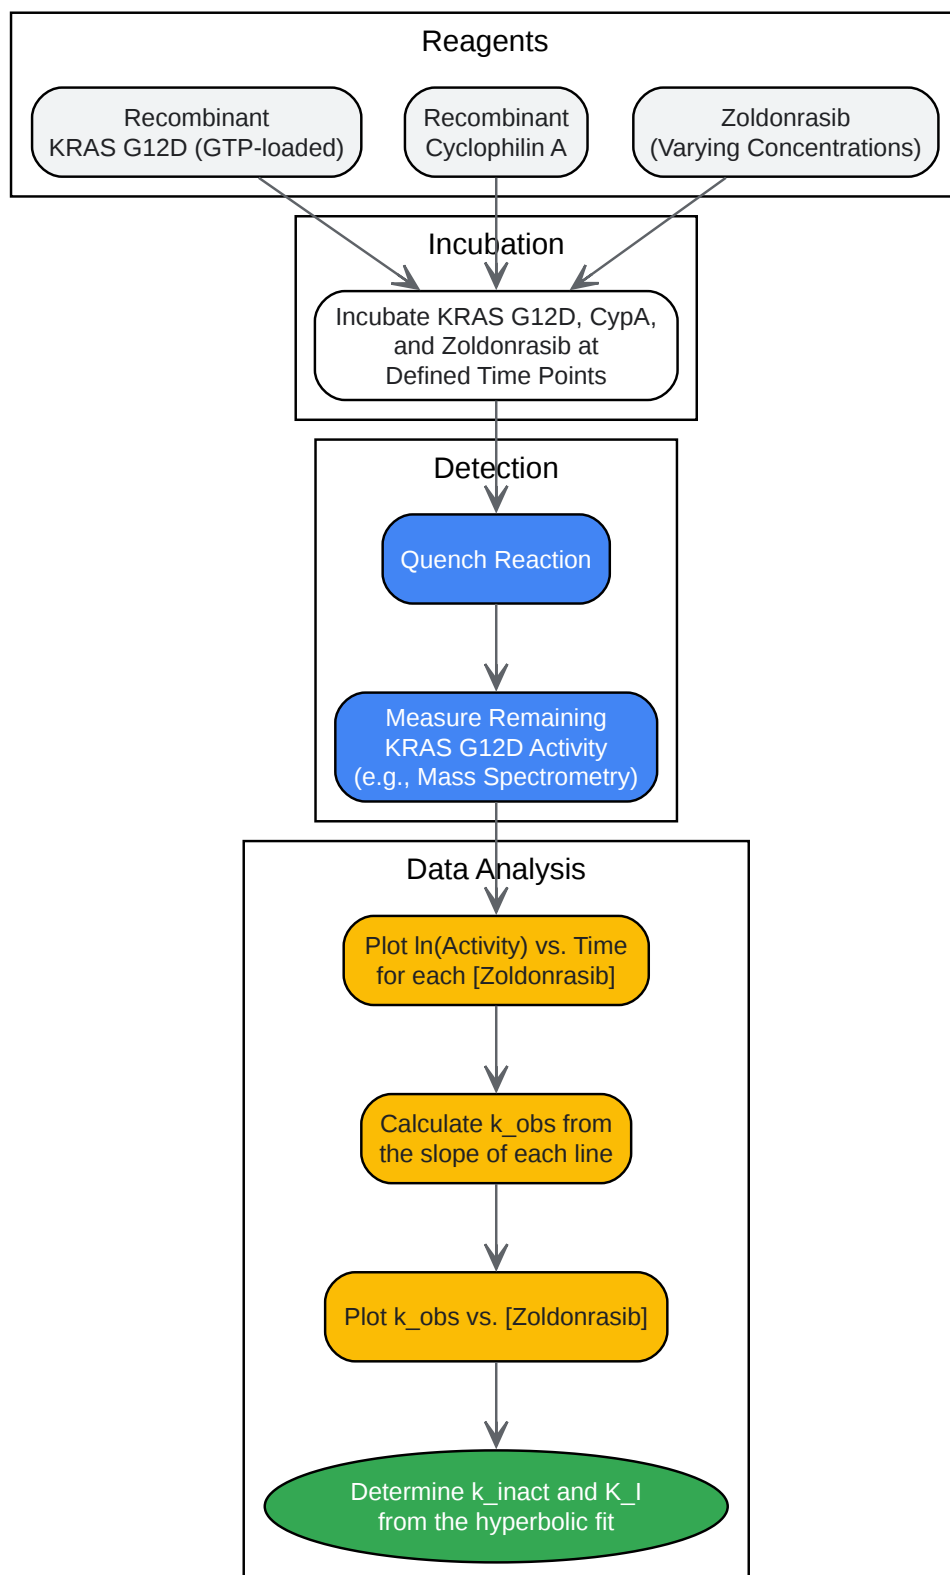 Reagents
Recombinant
KRAS G12D (GTP-loaded)
Recombinant
Cyclophilin A
Zoldonrasib
(Varying Concentrations)
Incubation
Incubate KRAS G12D, CypA,
and Zoldonrasib at
Defined Time Points
Detection
Quench Reaction
Measure Remaining
KRAS G12D Activity
(e.g., Mass Spectrometry)
Data Analysis
Plot ln(Activity) vs. Time
for each [Zoldonrasib]
Calculate k_obs from
the slope of each line
Plot k_obs vs. [Zoldonrasib]
Determine k_inact and K_I
from the hyperbolic fit